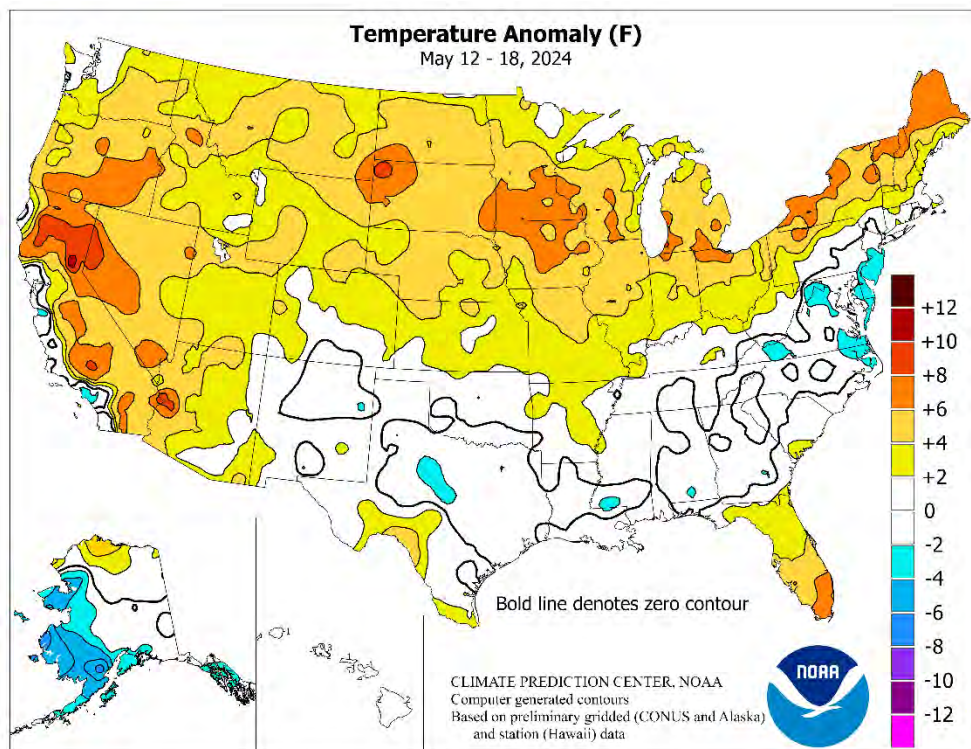 Temperature Anomaly (F)
May 12 - 18, 2024
+12
+10
+8
+6
+4
+2
0
-2
-4
-6
-8
-10
-12
Bold line denotes zero contour
CLIMATE PREDICTION CENTER, NOAA
Computer generated contours
Based on preliminary gridded (CONUS and Alaska)
and station (Hawaii) data
NOAA